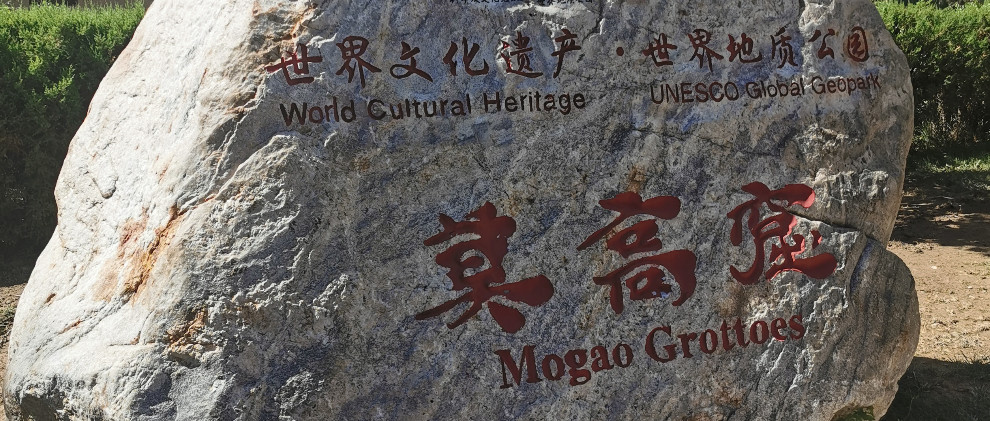 世界文化遗产·世界地质公园
World Cultural Heritage UNESCO Global Geopark
莫高窟
Mogao Grottoes